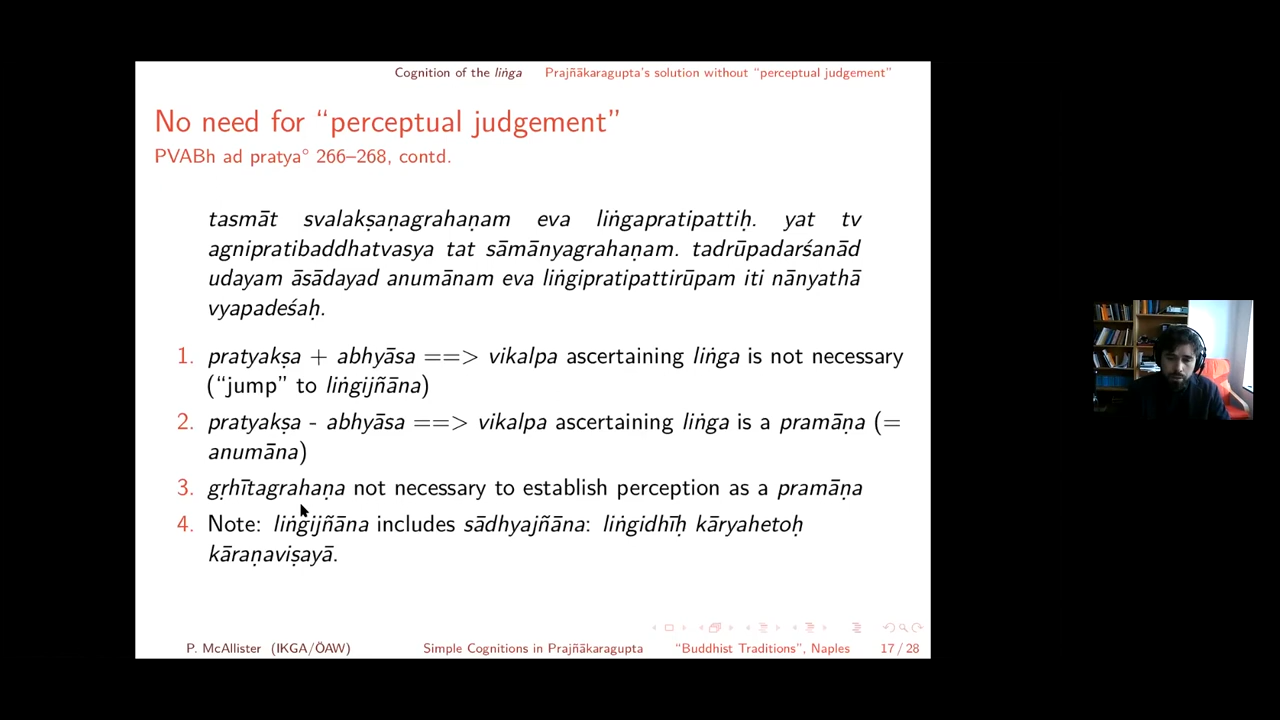 Cognition of the liṅga Prajñākaragupta’s solution without “perceptual judgement”
No need for “perceptual judgement”
PVABh ad pratya° 266–268, contd.
tasmāt svalakṣaṇagrahaṇam eva liṅgapratipattiḥ. yat tv
agnipratibaddhatvasya tat sāmānyagrahaṇam. tadrūpadarśanād
udayam āsādayad anumānam eva liṅgipratipattirūpam iti nānyathā
vyapadeśaḥ.
1. pratyakṣa + abhyāsa ==> vikalpa ascertaining liṅga is not necessary
(“jump” to liṅgijñāna)
2. pratyakṣa - abhyāsa ==> vikalpa ascertaining liṅga is a pramāṇa (=
anumāna)
3. gṛhītagrahaṇa not necessary to establish perception as a pramāṇa
4. Note: liṅgijñāna includes sādhyajñāna: liṅgidhīḥ kāryahetoḥ
kāraṇaviṣayā.
P. McAllister (IKGA/ÖAW) Simple Cognitions in Prajñākaragupta “Buddhist Traditions”, Naples 17 / 28